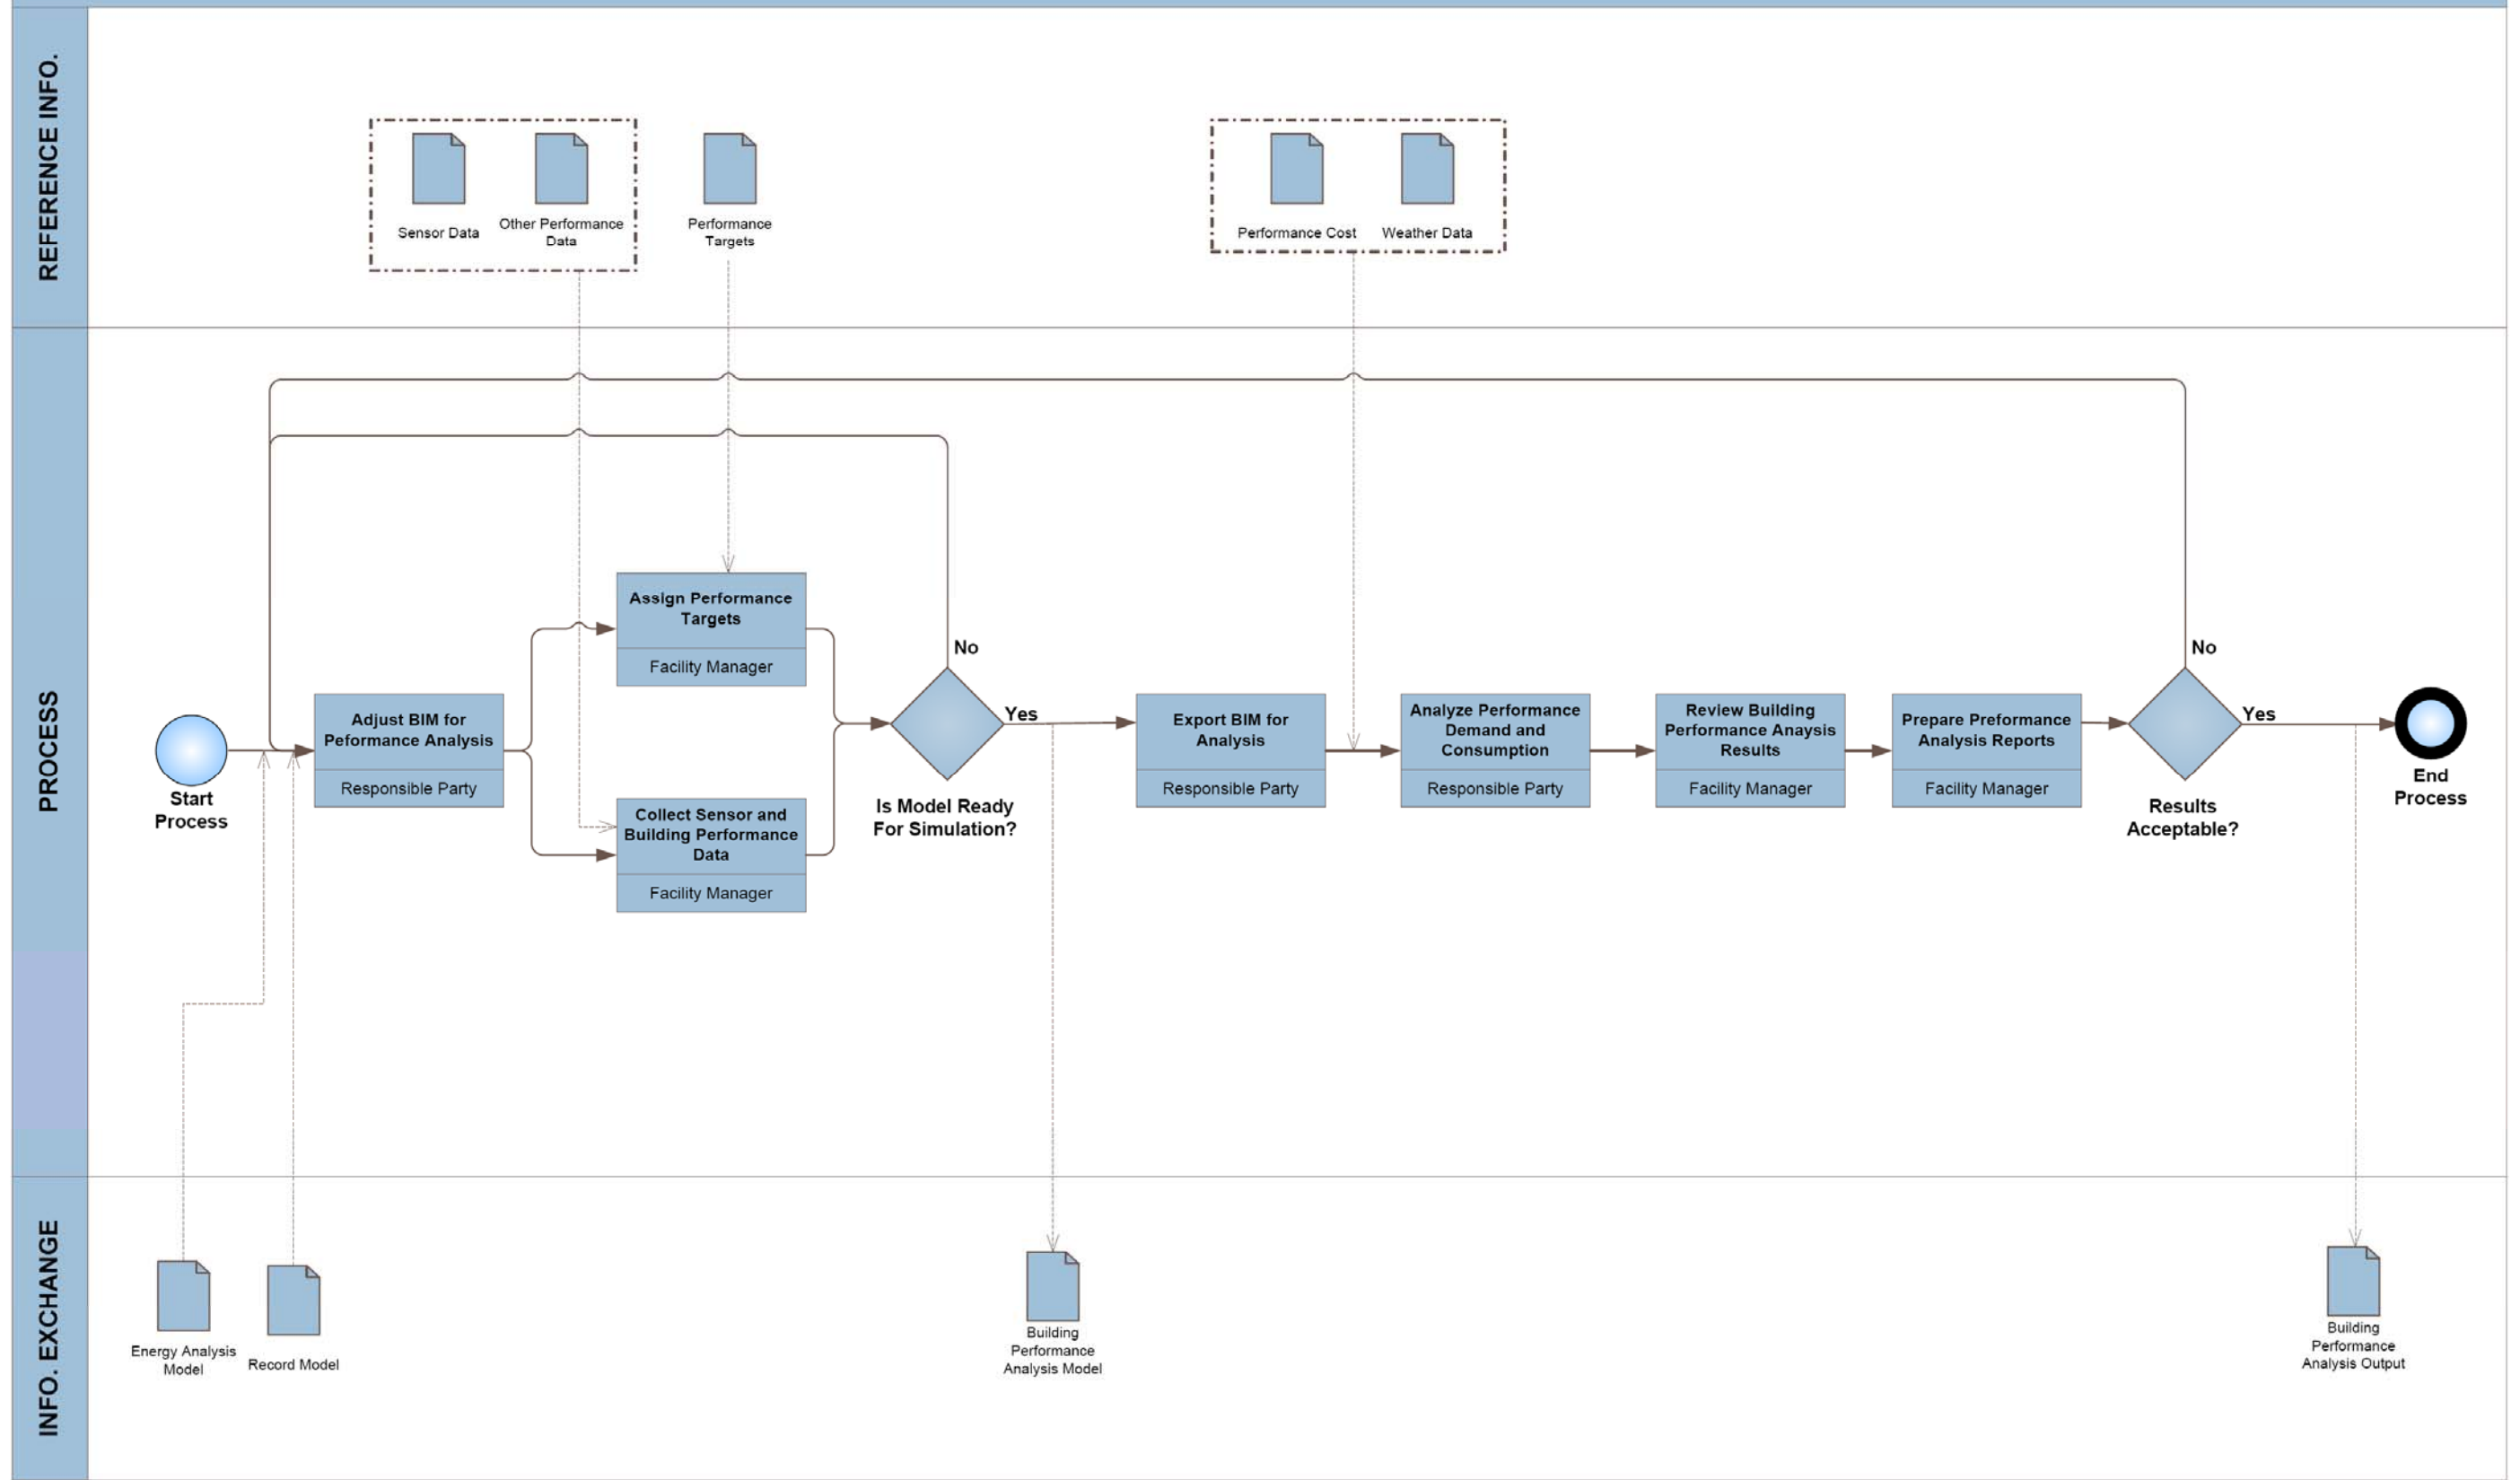 REFERENCE INFO.
Sensor Data
Other Performance
Data
Performance
Targets
Performance Cost
Weather Data
PROCESS
Start
Process
Adjust BIM for
Peformance Analysis
Responsible Party
Assign Performance
Targets
Facility Manager
Collect Sensor and
Building Performance
Data
Facility Manager
No
Yes
Is Model Ready
For Simulation?
Export BIM for
Analysis
Responsible Party
Analyze Performance
Demand and
Consumption
Responsible Party
Review Building
Performance Anaysis
Results
Facility Manager
Prepare Preformance
Analysis Reports
Facility Manager
No
Yes
Results
Acceptable?
End
Process
INFO. EXCHANGE
Energy Analysis
Model
Record Model
Building
Performance
Analysis Model
Building
Performance
Analysis Output